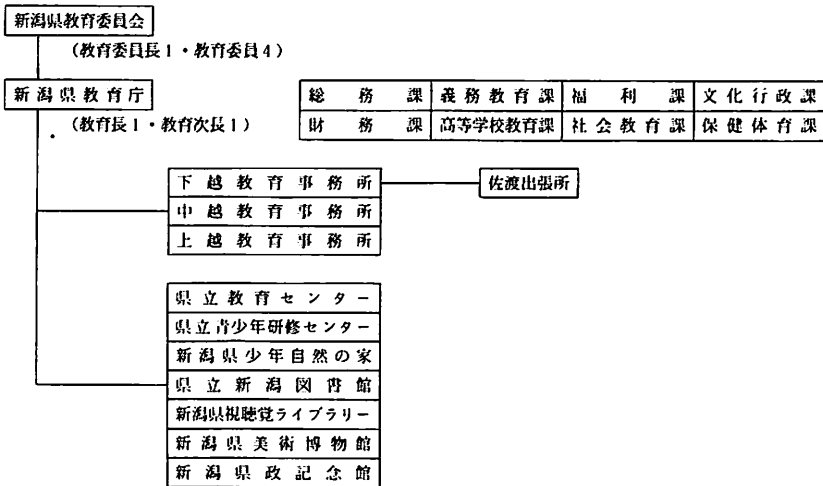 新潟県教育委員会
(教育委員長1・教育委員4)
新潟県教育庁
(教育長1・教育次長1)
総務課 義務教育課 福利課 文化行政課
財務課 高等学校教育課 社会教育課 保健体育課
下越教育事務所 佐渡出張所
中越教育事務所
上越教育事務所
県立教育センター
県立青少年研修センター
新潟県少年自然の家
県立新潟図書館
新潟県視聴覚ライブラリー
新潟県美術博物館
新潟県政記念館